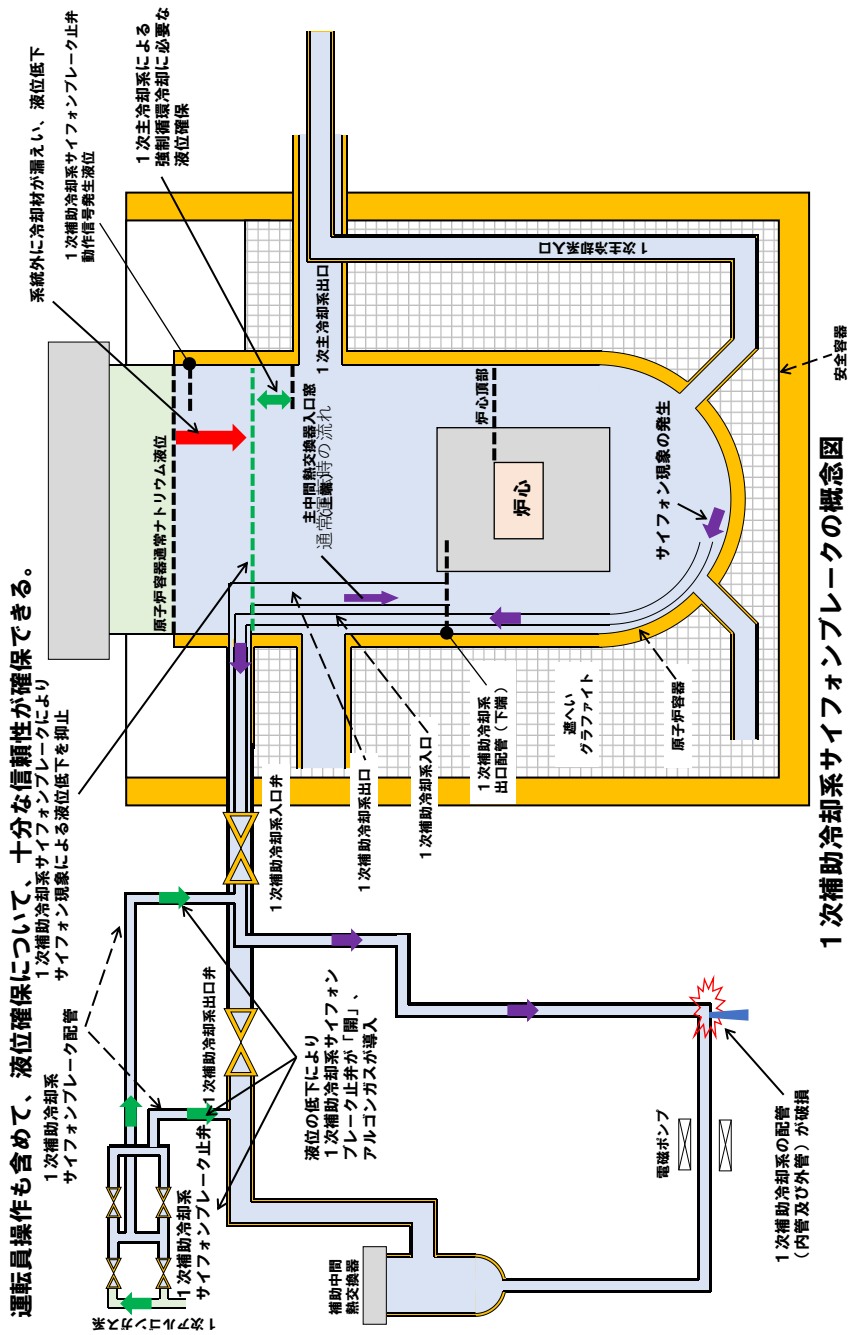 運転員操作も含めて、液位確保について、十分な信頼性が確保できる。
系統外に冷却材が漏えい、液位低下
1次補助冷却系サイフォンブレーク止弁
動作信号発生液位
1次主冷却系による
強制循環冷却に必要な
液位確保
1次補助冷却系サイフォンブレークにより
サイフォン現象による液位低下を抑止
1次補助冷却系
サイフォンブレーク配管
1次アルゴンガス系
1次補助冷却系
サイフォンブレーク止弁
1次補助冷却系出口弁
液位の低下により
1次補助冷却系サイフォン
ブレーク止弁が「開」、
アルゴンガスが導入
1次補助冷却系入口弁
1次補助冷却系出口
1次補助冷却系入口
1次補助冷却系
出口配管(下端)
原子炉容器通常ナトリウム液位
主中間熱交換器入口窓
通常運転時の流れ
1次主冷却系出口
1次主冷却系入口
炉心頂部
炉心
サイフォン現象の発生
遮へい
グラファイト
原子炉容器
安全容器
補助中間
熱交換器
電磁ポンプ
1次補助冷却系の配管
(内管及び外管)が破損
1次補助冷却系サイフォンブレークの概念図